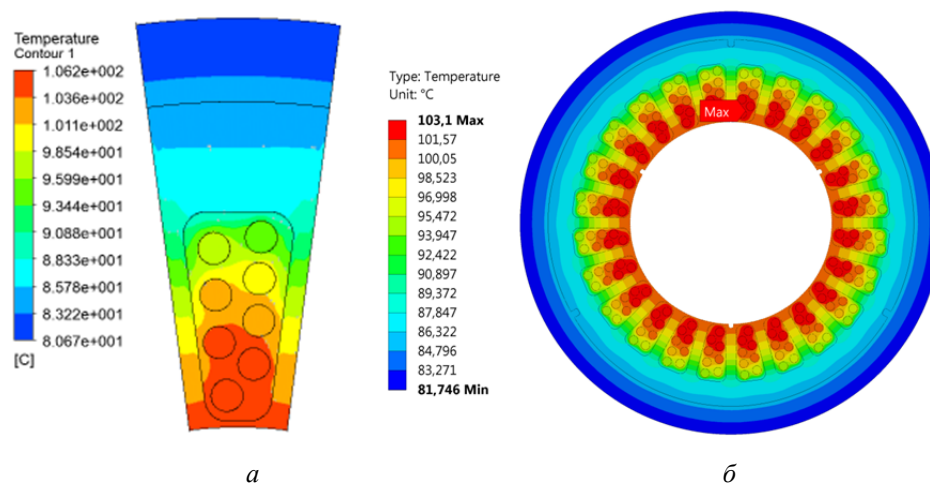 Temperature
Contour 1
1.062e+002
1.036e+002
1.011e+002
9.854e+001
9.599e+001
9.344e+001
9.088e+001
8.833e+001
8.578e+001
8.322e+001
8.067e+001
[C]
Type: Temperature
Unit: °C
103,1 Max
101,57
100,05
98,523
96,998
95,472
93,947
92,422
90,897
89,372
87,847
86,322
84,796
83,271
81,746 Min
Max
а
б